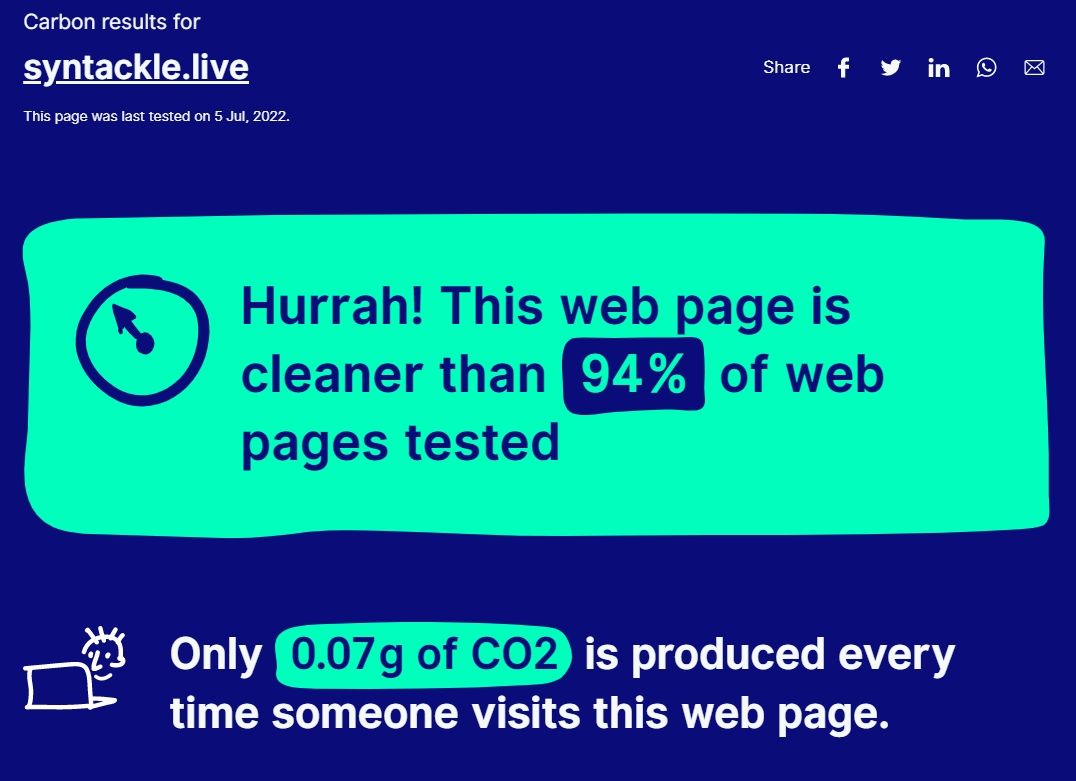 Carbon results for
syntackle.live
Share
This page was last tested on 5 Jul, 2022.
Hurrah! This web page is
cleaner than 94% of web
pages tested
Only 0.07g of CO2 is produced every
time someone visits this web page.